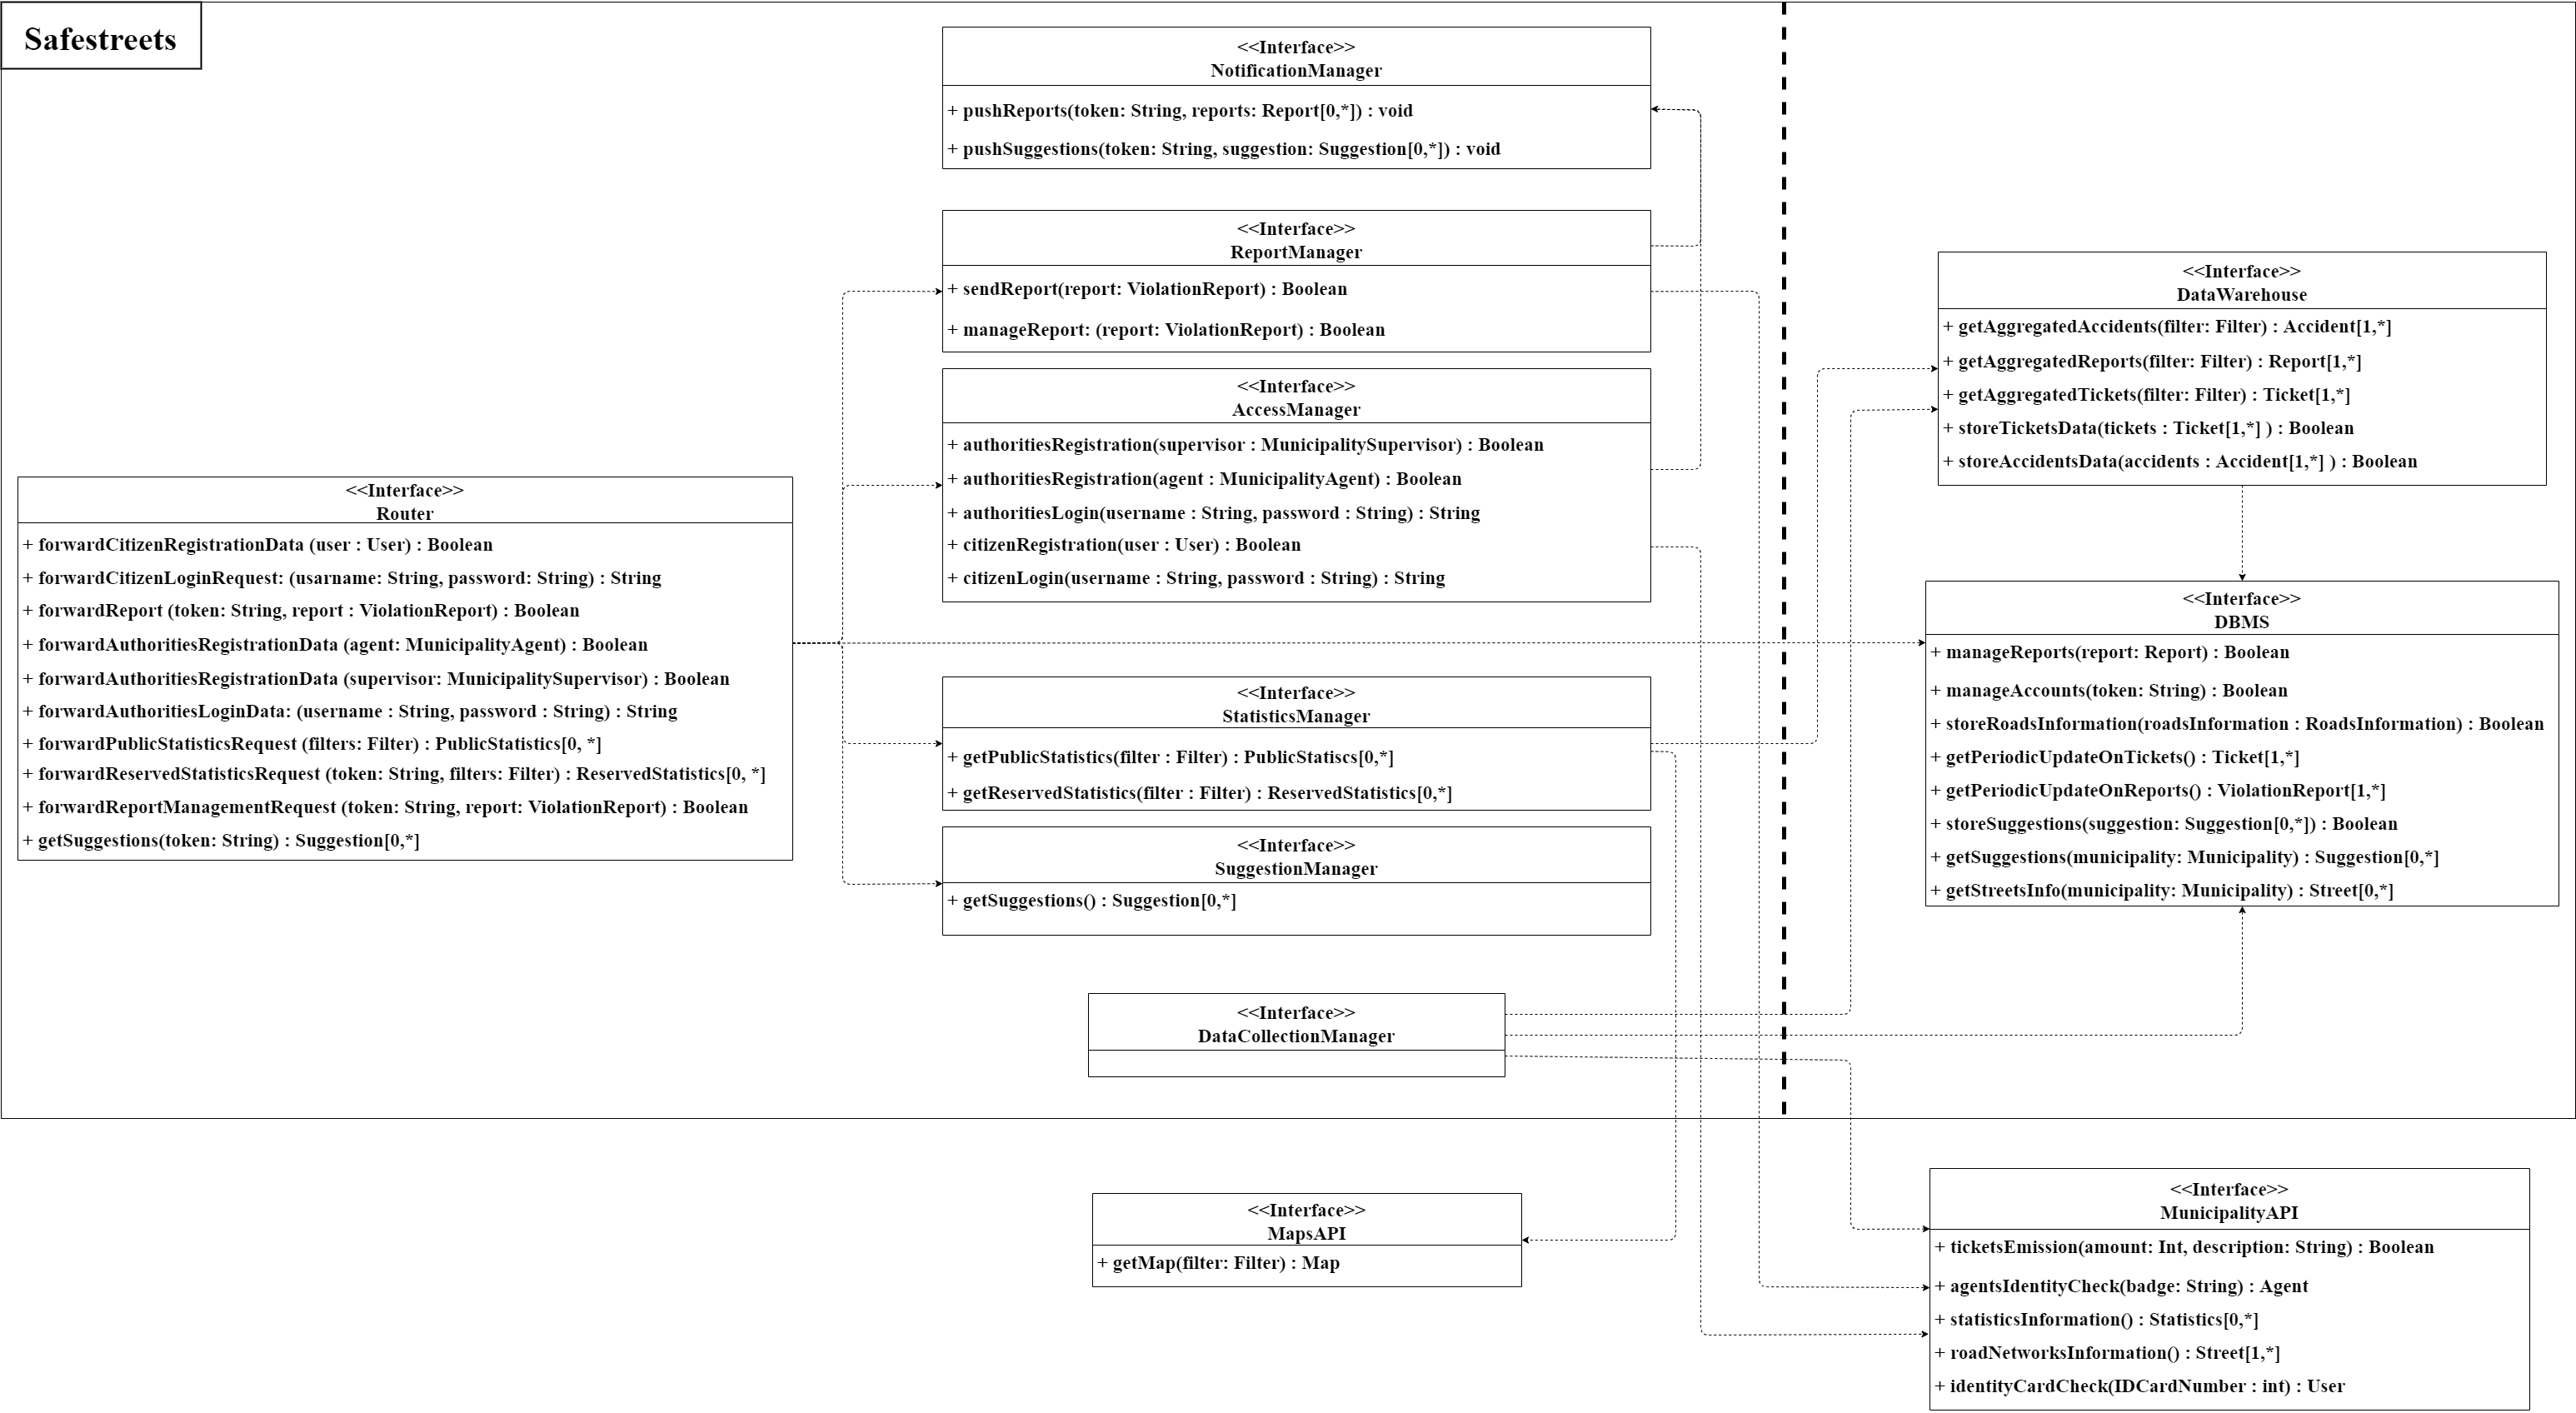 Safestreets
<<Interface>>
NotificationManager
+ pushReports(token: String, reports: Report[0,*]) : void
+ pushSuggestions(token: String, suggestion: Suggestion[0,*]) : void
<<Interface>>
ReportManager
+ sendReport(report: ViolationReport) : Boolean
+ manageReport: (report: ViolationReport) : Boolean
<<Interface>>
AccessManager
+ authoritiesRegistration(supervisor : MunicipalitySupervisor) : Boolean
+ authoritiesRegistration(agent : MunicipalityAgent) : Boolean
+ authoritiesLogin(username : String, password : String) : String
+ citizenRegistration(user : User) : Boolean
+ citizenLogin(username : String, password : String) : String
<<Interface>>
Router
+ forwardCitizenRegistrationData (user : User) : Boolean
+ forwardCitizenLoginRequest: (usarname: String, password: String) : String
+ forwardReport (token: String, report : ViolationReport) : Boolean
+ forwardAuthoritiesRegistrationData (agent: MunicipalityAgent) : Boolean
+ forwardAuthoritiesRegistrationData (supervisor: MunicipalitySupervisor) : Boolean
+ forwardAuthoritiesLoginData: (username : String, password : String) : String
+ forwardPublicStatisticsRequest (filters: Filter) : PublicStatistics[0, *]
+ forwardReservedStatisticsRequest (token: String, filters: Filter) : ReservedStatistics[0, *]
+ forwardReportManagementRequest (token: String, report: ViolationReport) : Boolean
+ getSuggestions(token: String) : Suggestion[0,*]
<<Interface>>
StatisticsManager
+ getPublicStatistics(filter : Filter) : PublicStatiscs[0,*]
+ getReservedStatistics(filter : Filter) : ReservedStatistics[0,*]
<<Interface>>
SuggestionManager
+ getSuggestions() : Suggestion[0,*]
<<Interface>>
DataCollectionManager
<<Interface>>
DataWarehouse
+ getAggregatedAccidents(filter: Filter) : Accident[1,*]
+ getAggregatedReports(filter: Filter) : Report[1,*]
+ getAggregatedTickets(filter: Filter) : Ticket[1,*]
+ storeTicketsData(tickets : Ticket[1,*] ) : Boolean
+ storeAccidentsData(accidents : Accident[1,*] ) : Boolean
<<Interface>>
DBMS
+ manageReports(report: Report) : Boolean
+ manageAccounts(token: String) : Boolean
+ storeRoadsInformation(roadsInformation : RoadsInformation) : Boolean
+ getPeriodicUpdateOnTickets() : Ticket[1,*]
+ getPeriodicUpdateOnReports() : ViolationReport[1,*]
+ storeSuggestions(suggestion: Suggestion[0,*]) : Boolean
+ getSuggestions(municipality: Municipality) : Suggestion[0,*]
+ getStreetsInfo(municipality: Municipality) : Street[0,*]
<<Interface>>
MapsAPI
+ getMap(filter: Filter) : Map
<<Interface>>
MunicipalityAPI
+ ticketsEmission(amount: Int, description: String) : Boolean
+ agentsIdentityCheck(badge: String) : Agent
+ statisticsInformation() : Statistics[0,*]
+ roadNetworksInformation() : Street[1,*]
+ identityCardCheck(IDCardNumber : int) : User